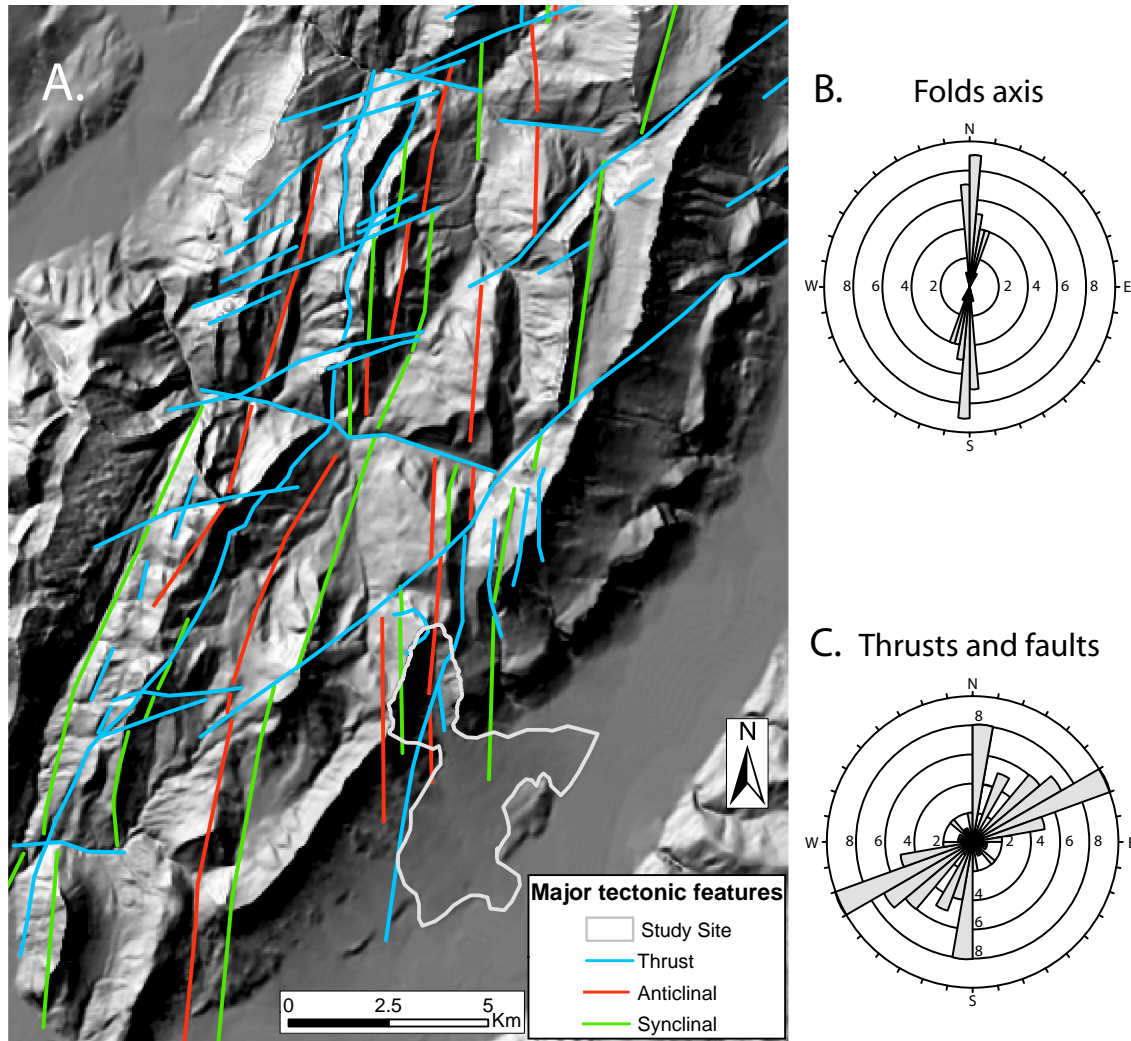 A.
N
Major tectonic features
Study Site
Thrust
Anticlinal
Synclinal
0 2.5 5
Km
B. Folds axis
N
W 8 6 4 2 2 4 6 8 E
S
C. Thrusts and faults
N
8
W 8 6 4 2 2 4 6 8 E
4
6
8
S